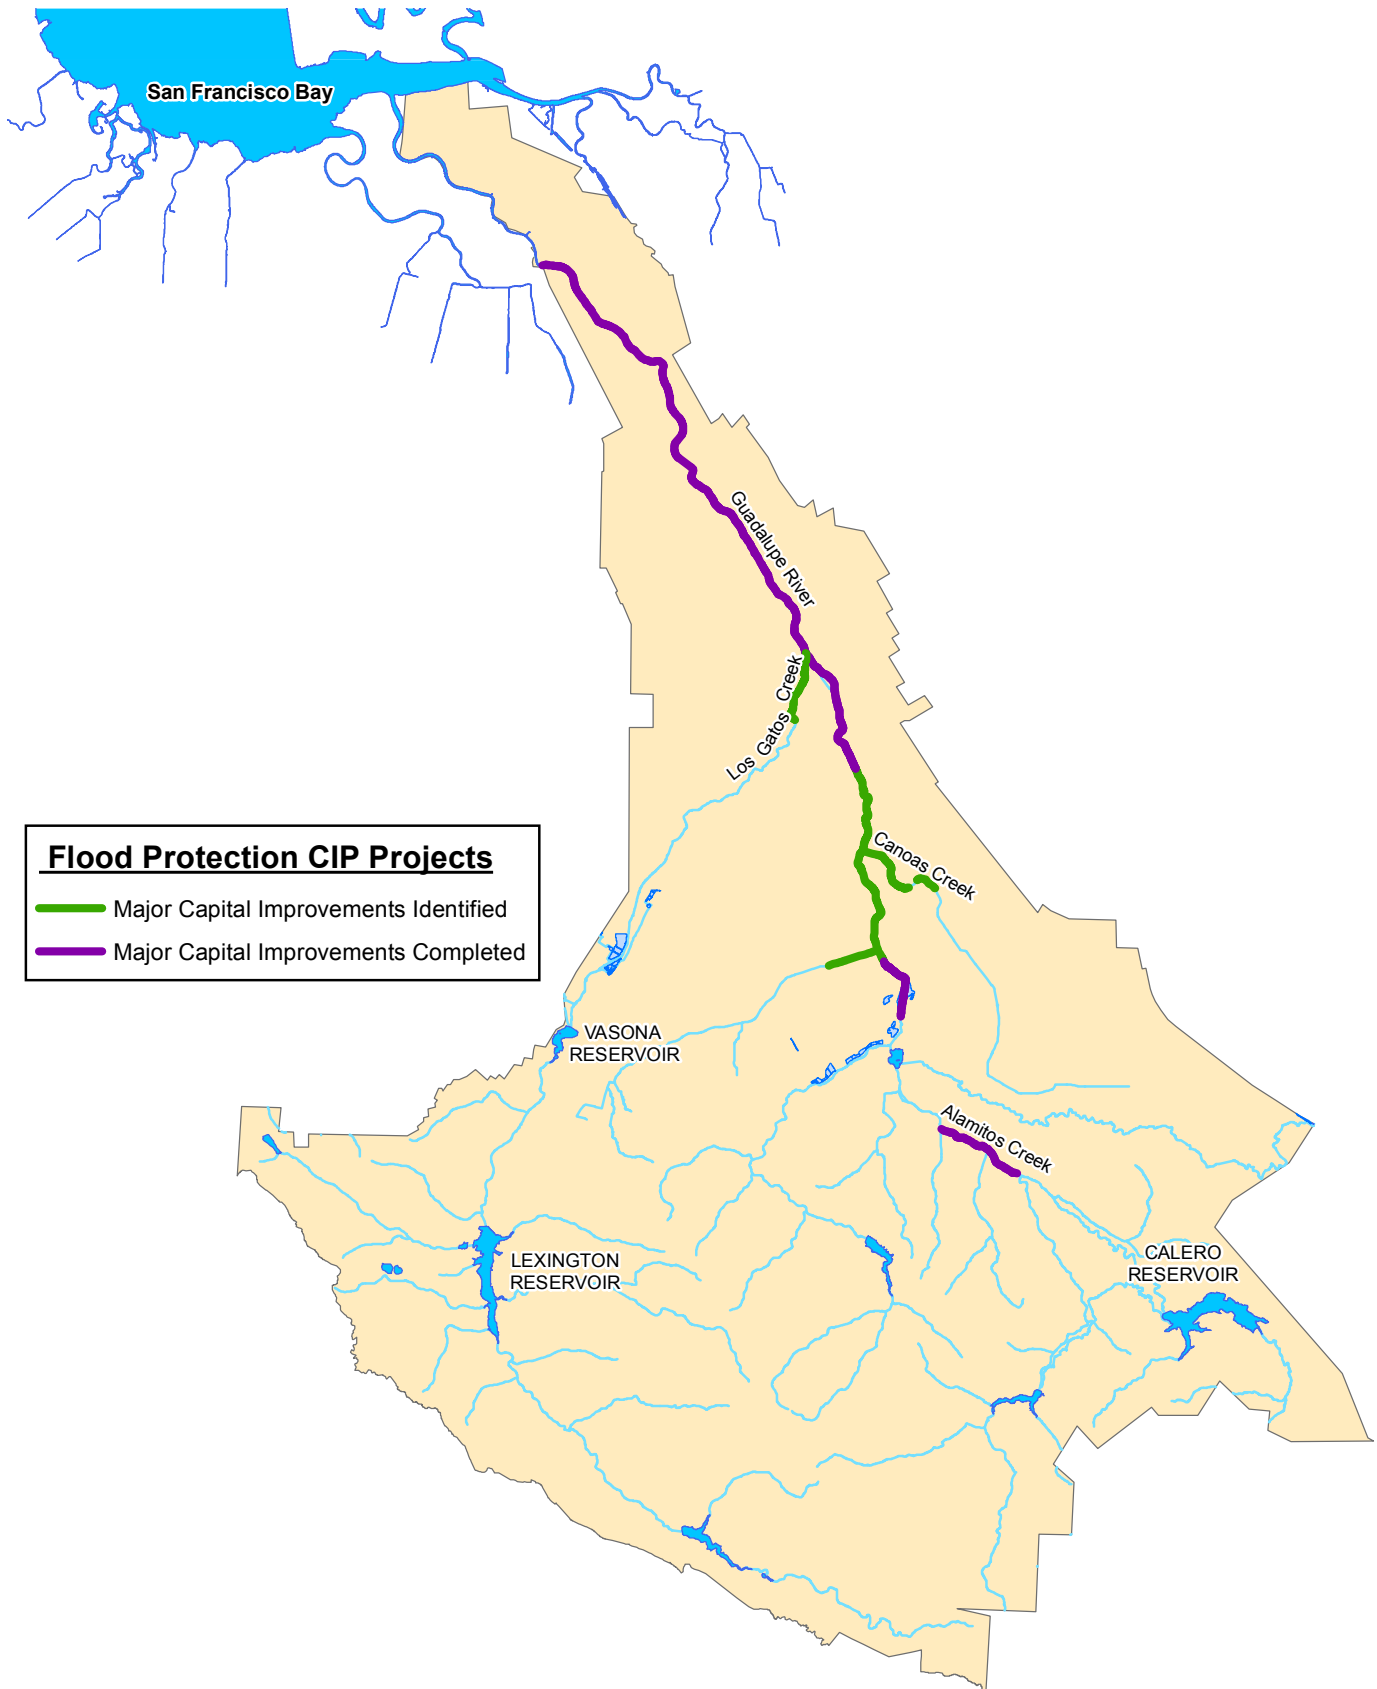 San Francisco Bay
Guadalupe River
Los Gatos Creek
Canoas Creek
Flood Protection CIP Projects
Major Capital Improvements Identified
Major Capital Improvements Completed
VASONA
RESERVOIR
Alamitos Creek
LEXINGTON
RESERVOIR
CALERO
RESERVOIR